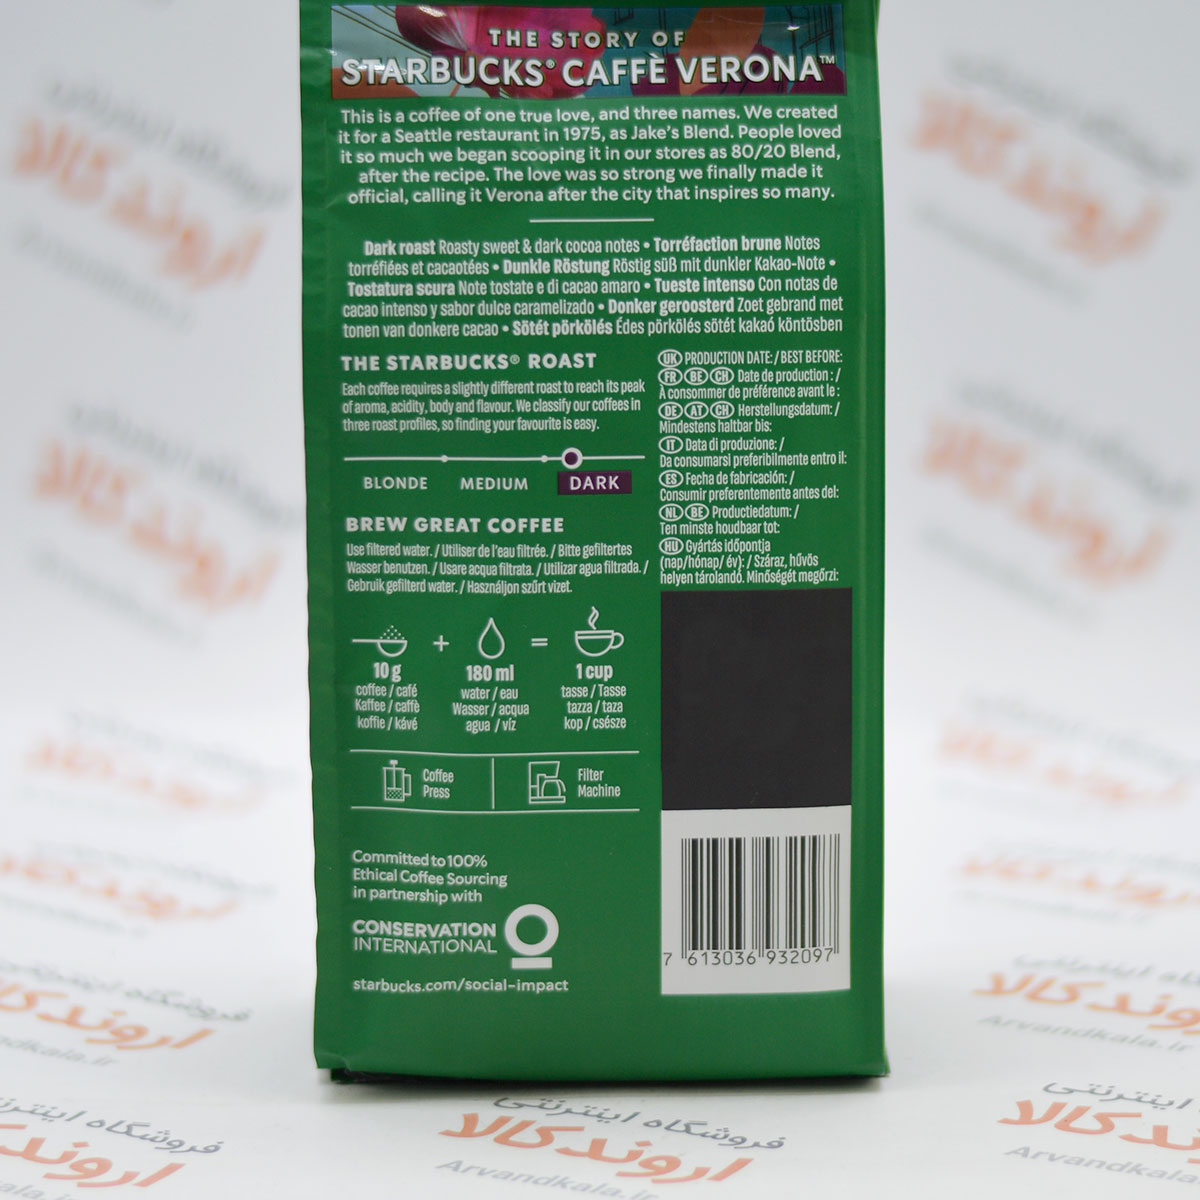 THE STORY OF
STARBUCKS® CAFFÈ VERONA™
This is a coffee of one true love, and three names. We created
it for a Seattle restaurant in 1975, as Jake's Blend. People loved
it so much we began scooping it in our stores as 80/20 Blend,
after the recipe. The love was so strong we finally made it
official, calling it Verona after the city that inspires so many.
Dark roast Roasty sweet & dark cocoa notes • Torréfaction brune Notes
torréfiées et cacaotées • Dunkle Röstung Röstig süß mit dunkler Kakao-Note •
Tostatura scura Note tostate e di cacao amaro • Tueste intenso Con notas de
cacao intenso y sabor dulce caramelizado • Donker geroosterd Zoet gebrand met
tonen van donkere cacao • Sötét pörkölés Édes pörkölés sötét kakaó köntösben
THE STARBUCKS® ROAST
Each coffee requires a slightly different roast to reach its peak
of aroma, acidity, body and flavour. We classify our coffees in
three roast profiles, so finding your favourite is easy.
BLONDE MEDIUM DARK
BREW GREAT COFFEE
Use filtered water. / Utiliser de l'eau filtrée. / Bitte gefiltertes
Wasser benutzen. / Usare acqua filtrata. / Utilizar agua filtrada. /
Gebruik gefilterd water. / Használjon szűrt vizet.
+ =
10 g 180 ml 1 cup
coffee / café water / eau tasse / Tasse
Kaffee / caffè Wasser / acqua tazza / taza
koffie / kávé agua / víz kop / csésze
Coffee Filter
Press Machine
Committed to 100%
Ethical Coffee Sourcing
in partnership with
CONSERVATION
INTERNATIONAL
starbucks.com/social-impact
UK PRODUCTION DATE: / BEST BEFORE:
FR BE CH Date de production : /
À consommer de préférence avant le :
DE AT CH Herstellungsdatum: /
Mindestens haltbar bis:
IT Data di produzione: /
Da consumarsi preferibilmente entro il:
ES Fecha de fabricación: /
Consumir preferentemente antes del:
NL BE Productiedatum: /
Ten minste houdbaar tot:
HU Gyártás időpontja
(nap/hónap/ év): / Száraz, hűvös
helyen tárolandó. Minőségét megőrzi:
7 613036 932097
فروشگاه اینترنتی
اروند کالا
Arvandkala.ir
فروشگاه اینترنتی
اروند کالا
Arvandkala.ir
فروشگاه اینترنتی
اروند کالا
Arvandkala.ir